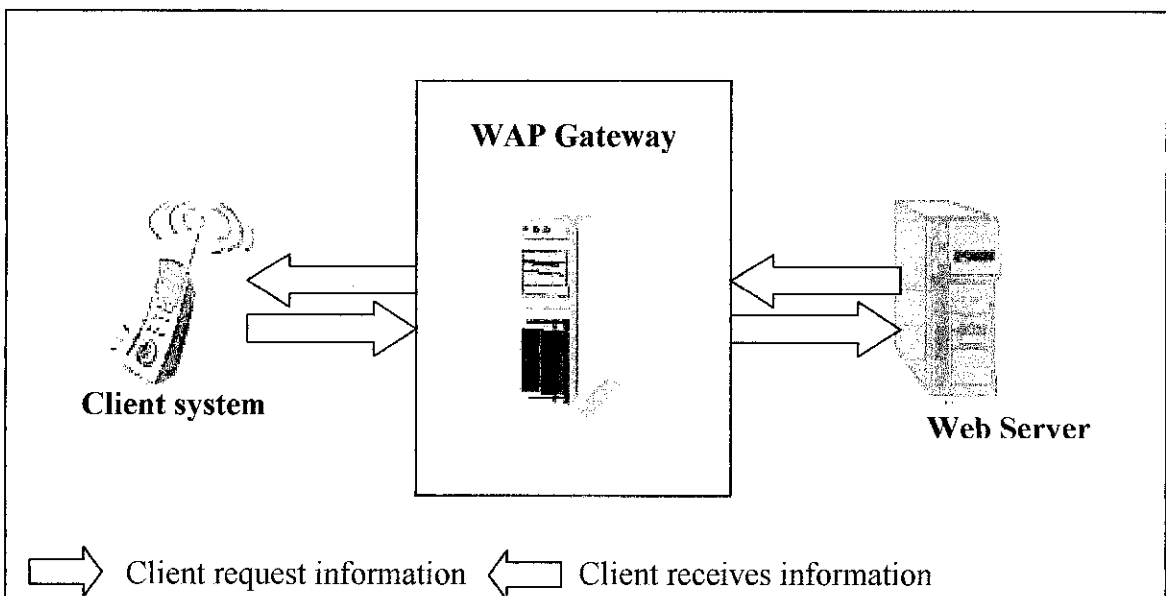 WAP Gateway
Client system
Web Server
Client request information
Client receives information